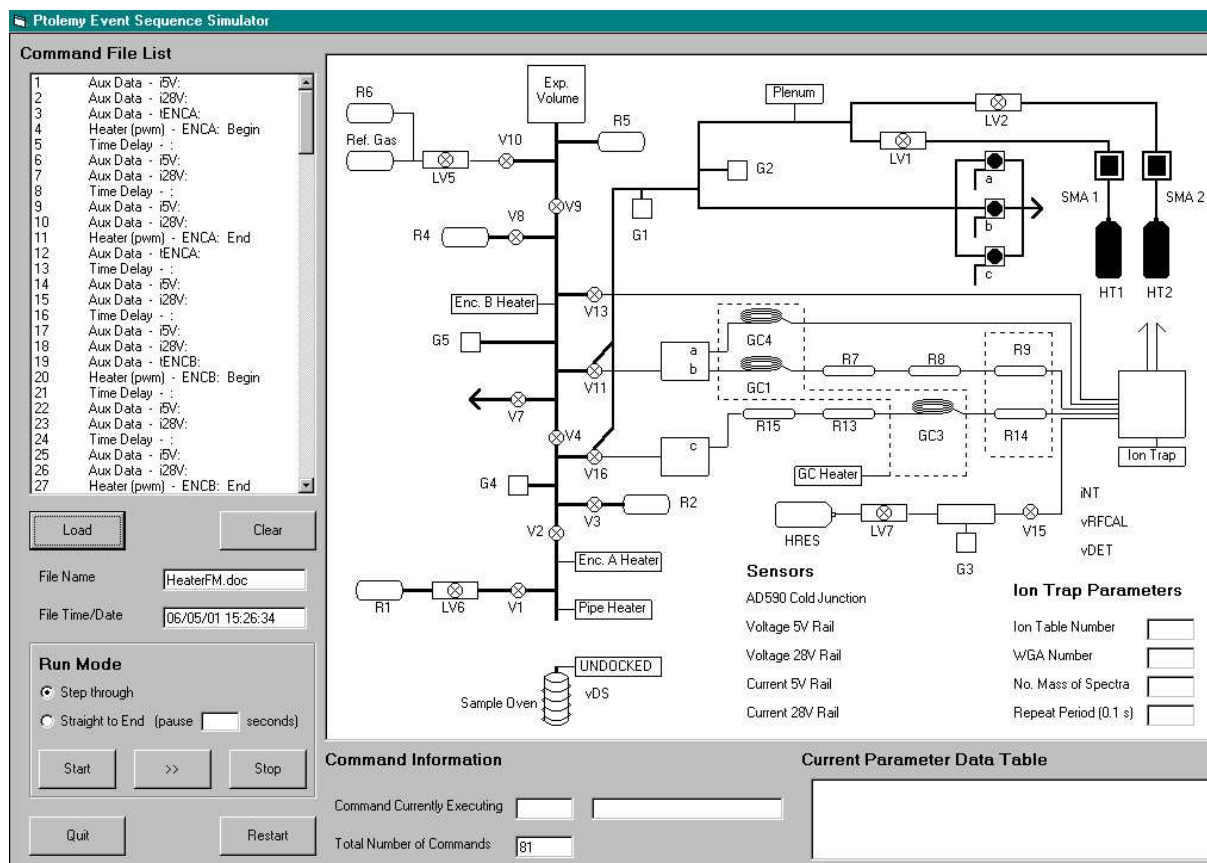 Ptolemy Event Sequence Simulator
Command File List
1 Aux Data - i5V:
2 Aux Data - i28V:
3 Aux Data - tENCA:
4 Heater (pwm) - ENCA: Begin
5 Time Delay - :
6 Aux Data - i5V:
7 Aux Data - i28V:
8 Time Delay - :
9 Aux Data - i5V:
10 Aux Data - i28V:
11 Heater (pwm) - ENCA: End
12 Aux Data - tENCA:
13 Time Delay - :
14 Aux Data - i5V:
15 Aux Data - i28V:
16 Time Delay - :
17 Aux Data - i5V:
18 Aux Data - i28V:
19 Aux Data - tENCB:
20 Heater (pwm) - ENCB: Begin
21 Time Delay - :
22 Aux Data - i5V:
23 Aux Data - i28V:
24 Time Delay - :
25 Aux Data - i5V:
26 Aux Data - i28V:
27 Heater (pwm) - ENCB: End
Load Clear
File Name HeaterFM.doc
File Time/Date 06/05/01 15:26:34
Run Mode
Step through
Straight to End (pause seconds)
Start >> Stop
Quit Restart
Exp.
Volume
Plenum
R6
Ref. Gas
V10
R5
LV5
LV2
LV1
G2
a
SMA 1
SMA 2
V9
V8
R4
G1
b
c
HT1
HT2
Enc. B Heater
V13
G5
a
b
GC4
R7
R8
R9
V11
GC1
V7
V4
c
R15
R13
GC3
R14
V16
Ion Trap
GC Heater
G4
R2
V3
V2
iNT
HRES
LV7
V15
vRFCAL
G3
vDET
Enc. A Heater
R1
LV6
V1
Pipe Heater
UNDOCKED
vDS
Sample Oven
Sensors
AD590 Cold Junction
Voltage 5V Rail
Voltage 28V Rail
Current 5V Rail
Current 28V Rail
Ion Trap Parameters
Ion Table Number
WGA Number
No. Mass of Spectra
Repeat Period (0.1 s)
Command Information
Command Currently Executing
Total Number of Commands 81
Current Parameter Data Table